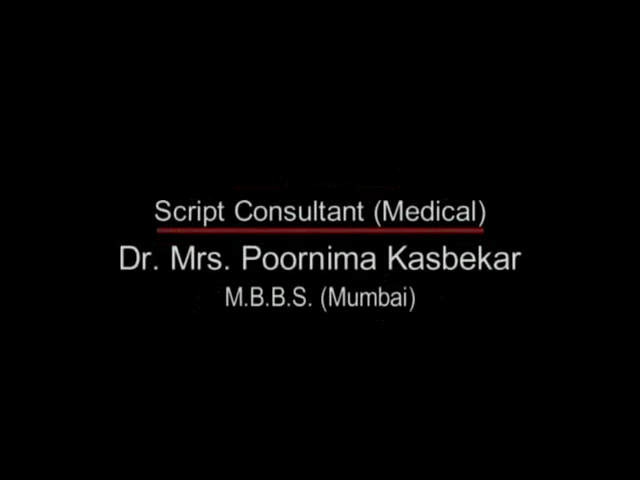 Script Consultant (Medical)
Dr. Mrs. Poornima Kasbekar
M.B.B.S. (Mumbai)